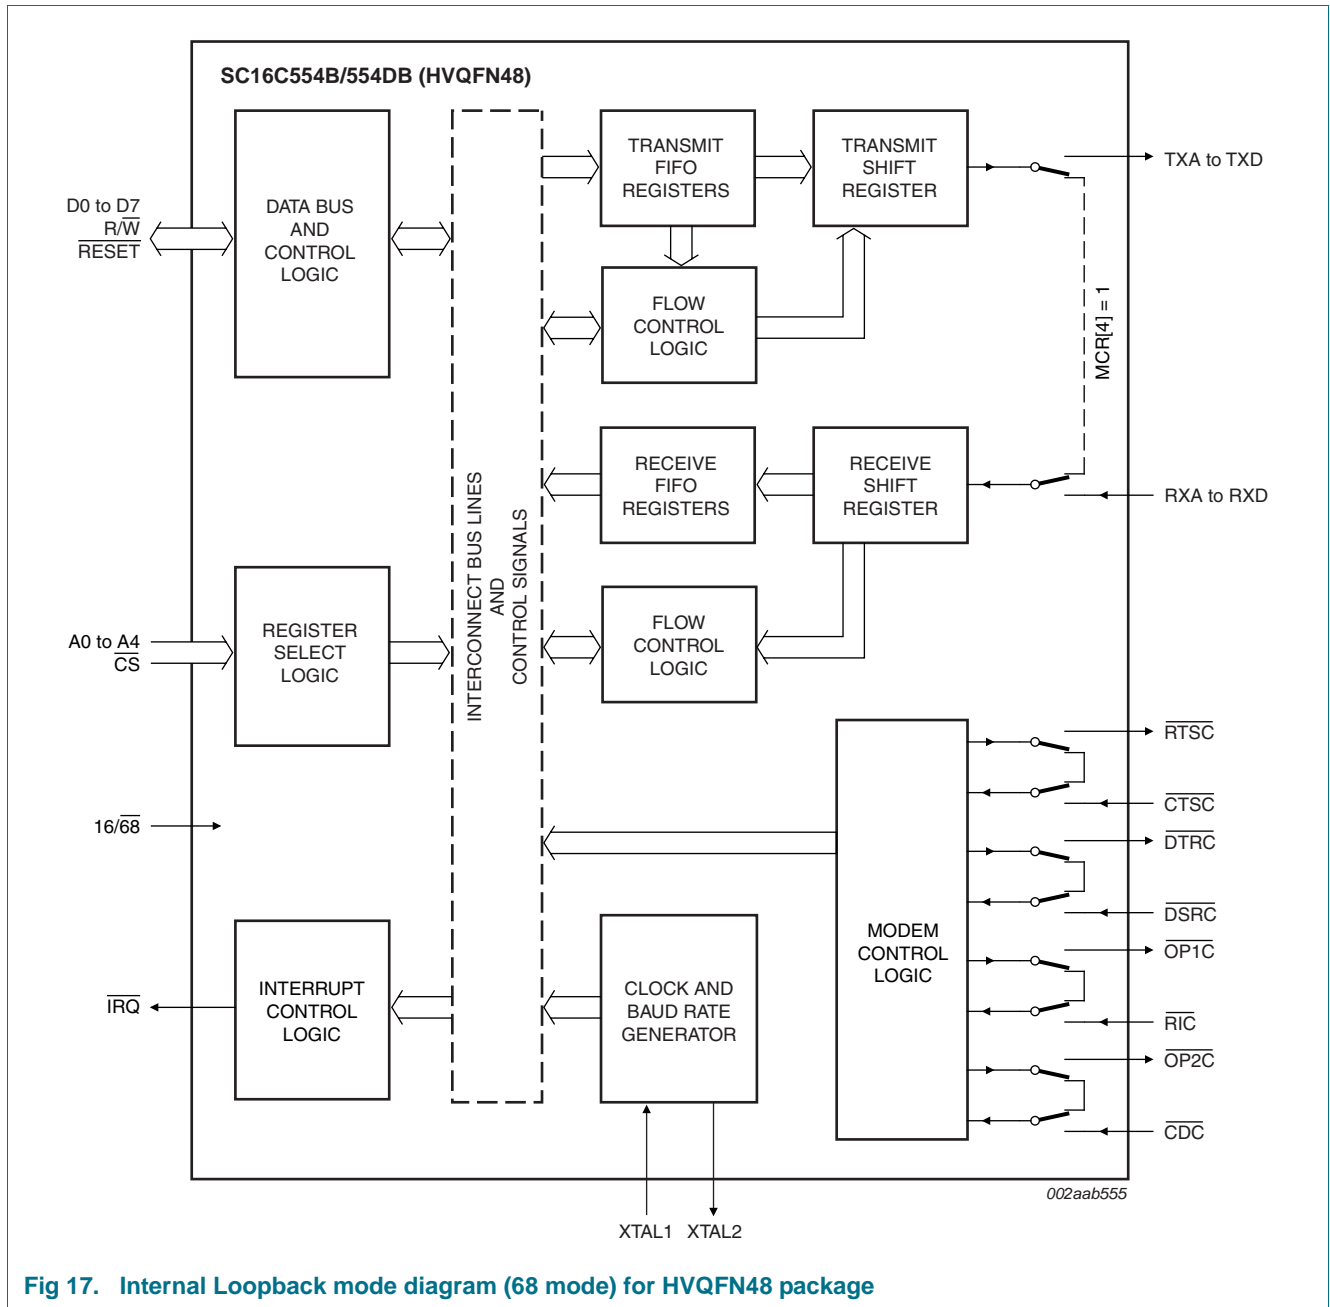 SC16C554B/554DB (HVQFN48)
D0 to D7
R/W
RESET
DATA BUS
AND
CONTROL
LOGIC
TRANSMIT
FIFO
REGISTERS
TRANSMIT
SHIFT
REGISTER
TXA to TXD
FLOW
CONTROL
LOGIC
MCR[4] = 1
RECEIVE
FIFO
REGISTERS
RECEIVE
SHIFT
REGISTER
RXA to RXD
INTERCONNECT BUS LINES
AND
CONTROL SIGNALS
A0 to A4
CS
REGISTER
SELECT
LOGIC
FLOW
CONTROL
LOGIC
16/68
MODEM
CONTROL
LOGIC
RTSC
CTSC
DTRC
DSRC
OP1C
RIC
OP2C
CDC
IRQ
INTERRUPT
CONTROL
LOGIC
CLOCK AND
BAUD RATE
GENERATOR
XTAL1 XTAL2
002aab555
Fig 17. Internal Loopback mode diagram (68 mode) for HVQFN48 package